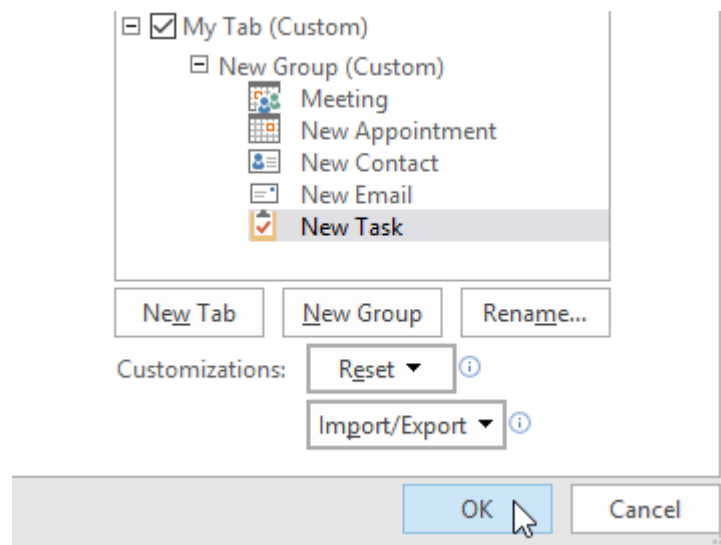 My Tab (Custom)
New Group (Custom)
Meeting
New Appointment
New Contact
New Email
New Task
New Tab New Group Rename...
Customizations: Reset
Import/Export
OK Cancel